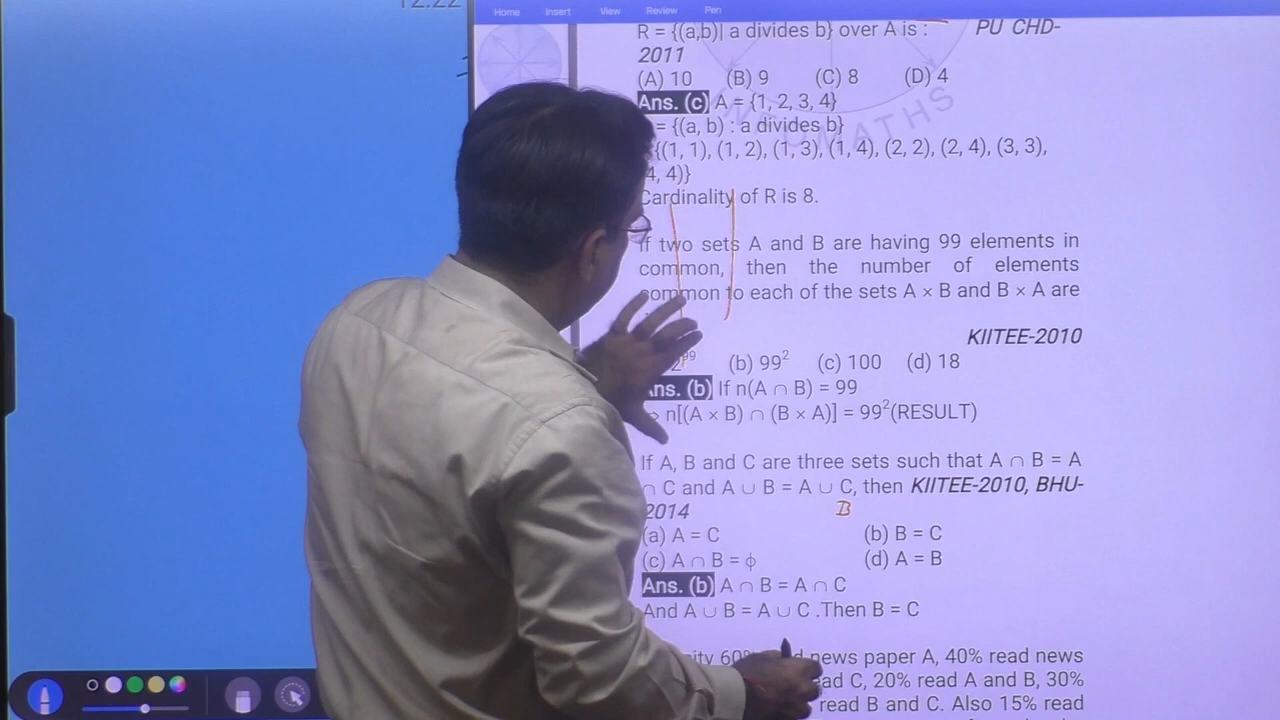 12:22
Home Insert View Review Pen
R = {(a,b)| a divides b} over A is : PU CHD-
2011
(A) 10 (B) 9 (C) 8 (D) 4
Ans. (c) A = {1, 2, 3, 4}
= {(a, b) : a divides b}
{(1, 1), (1, 2), (1, 3), (1, 4), (2, 2), (2, 4), (3, 3),
4, 4)}
Cardinality of R is 8.
If two sets A and B are having 99 elements in
common, then the number of elements
common to each of the sets A × B and B × A are
KIITEE-2010
2⁹⁹ (b) 99² (c) 100 (d) 18
Ans. (b) If n(A ∩ B) = 99
n[(A × B) ∩ (B × A)] = 99²(RESULT)
If A, B and C are three sets such that A ∩ B = A
∩ C and A ∪ B = A ∪ C, then KIITEE-2010, BHU-
2014
B
(a) A = C (b) B = C
(c) A ∩ B = ϕ (d) A = B
Ans. (b) A ∩ B = A ∩ C
And A ∪ B = A ∪ C .Then B = C
60% news paper A, 40% read news
C, 20% read A and B, 30%
read B and C. Also 15% read